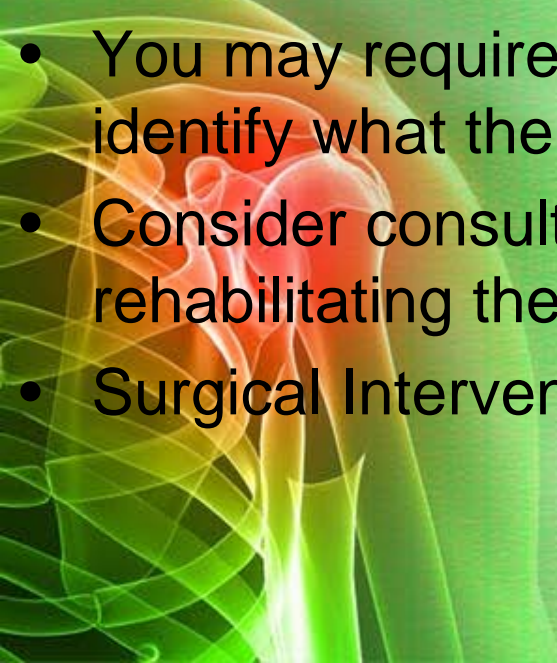 • You may require
identify what the
• Consider consult
rehabilitating the
• Surgical Interven